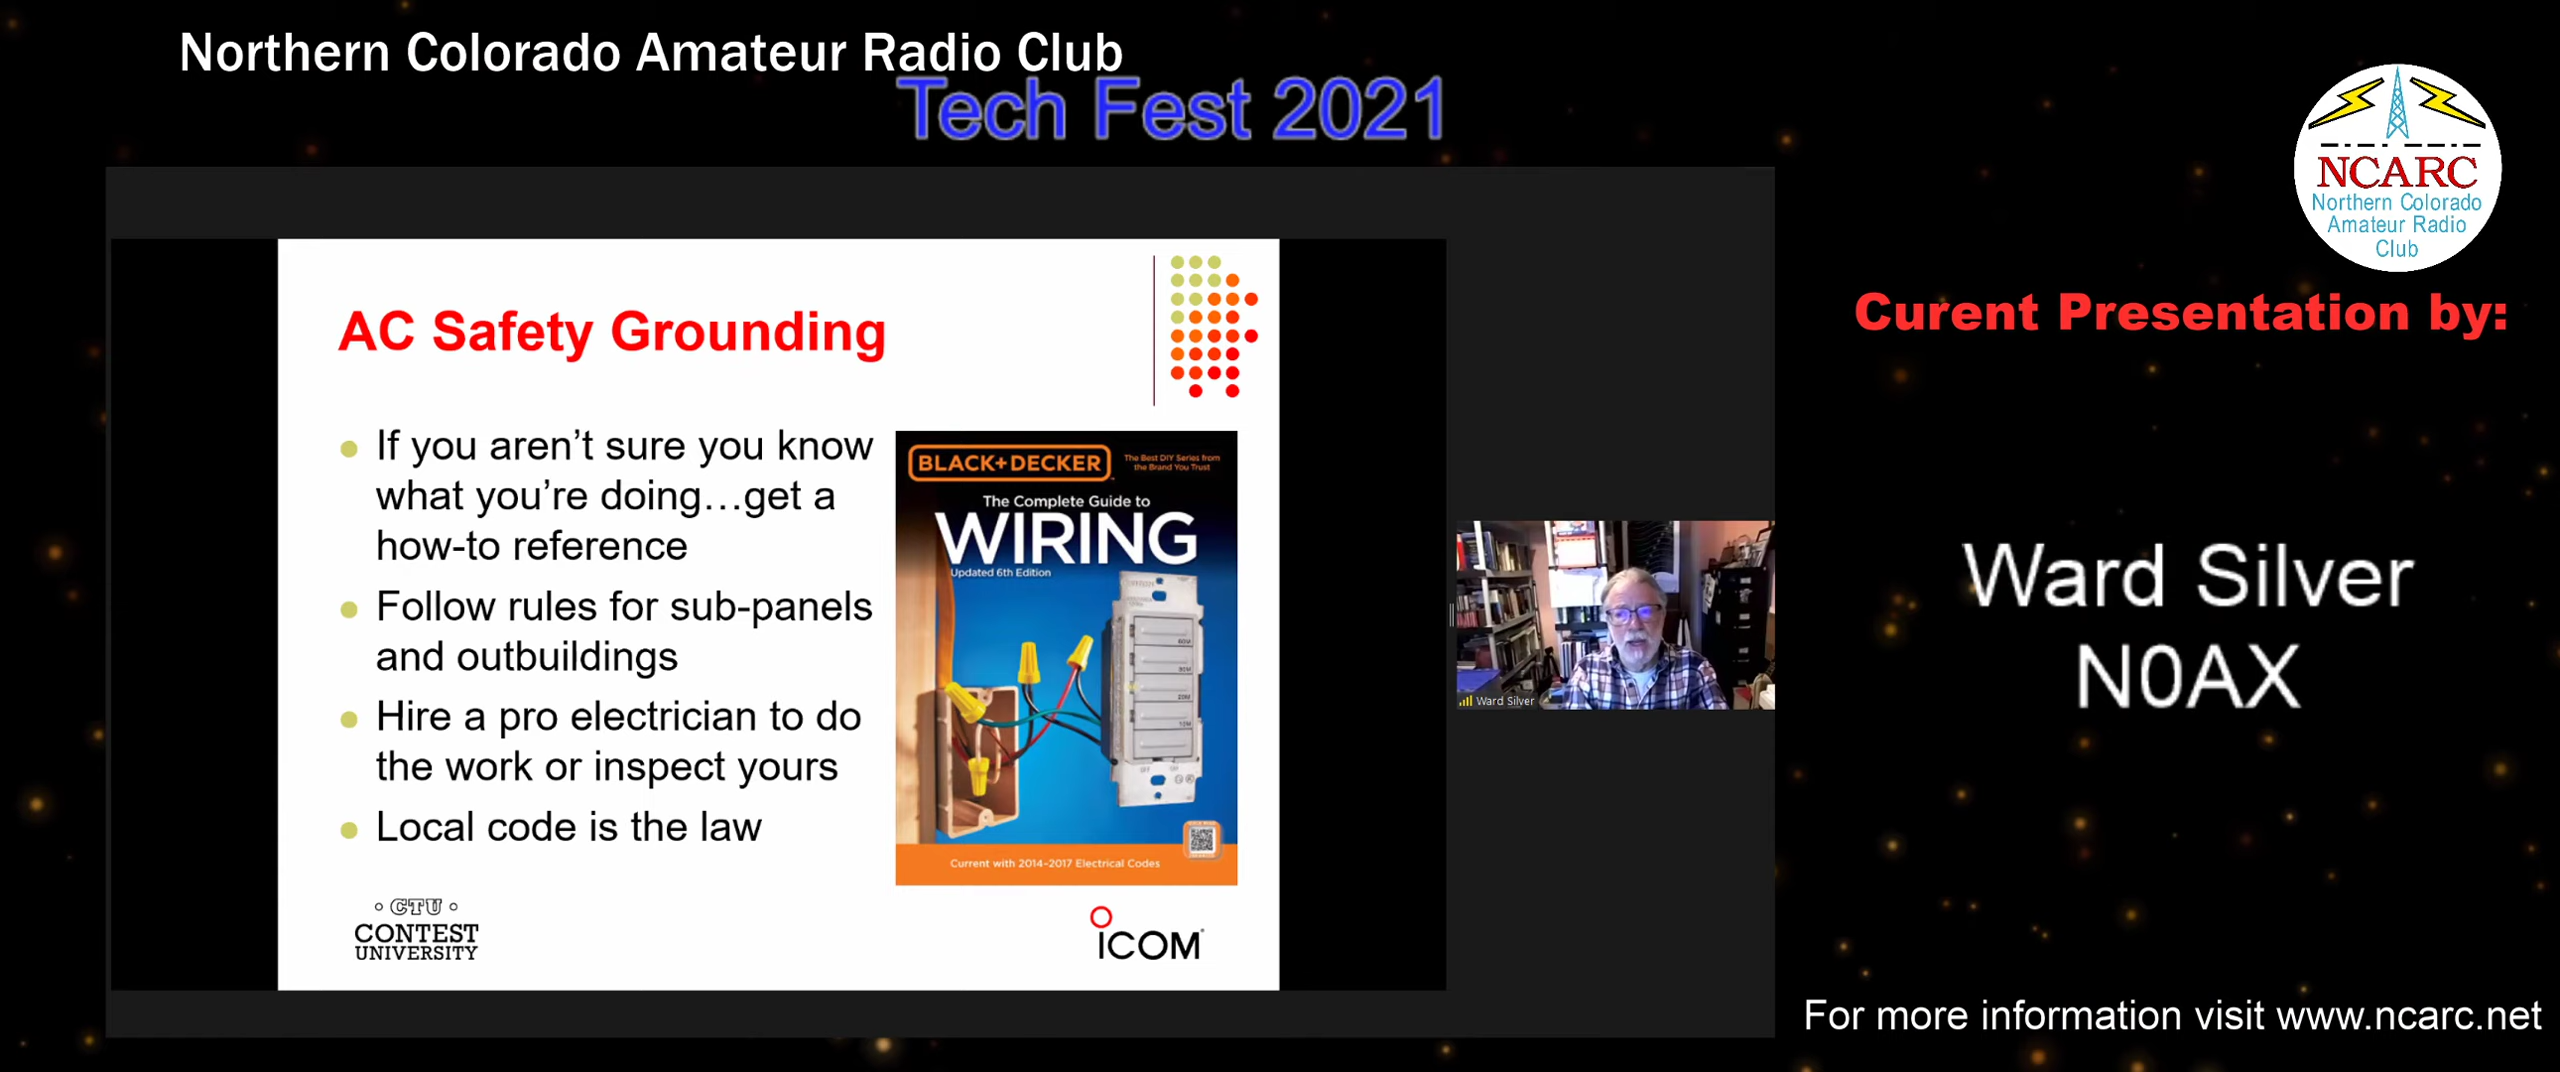 Northern Colorado Amateur Radio Club
Tech Fest 2021
NCARC
Northern Colorado
Amateur Radio
Club
Curent Presentation by:
Ward Silver
N0AX
For more information visit www.ncarc.net
AC Safety Grounding
If you aren’t sure you know
what you’re doing…get a
how-to reference
Follow rules for sub-panels
and outbuildings
Hire a pro electrician to do
the work or inspect yours
Local code is the law
BLACK+DECKER
The Best DIY Series from
the Brand You Trust
The Complete Guide to
WIRING
Updated 6th Edition
Current with 2014-2017 Electrical Codes
CTU
CONTEST
UNIVERSITY
ICOM
Ward Silver